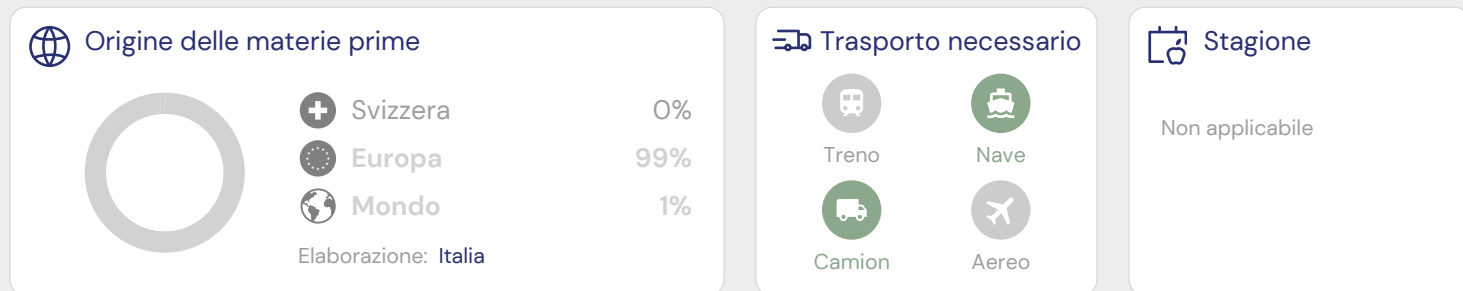 Origine delle materie prime
Svizzera 0%
Europa 99%
Mondo 1%
Elaborazione: Italia
Trasporto necessario
Treno
Nave
Camion
Aereo
Stagione
Non applicabile